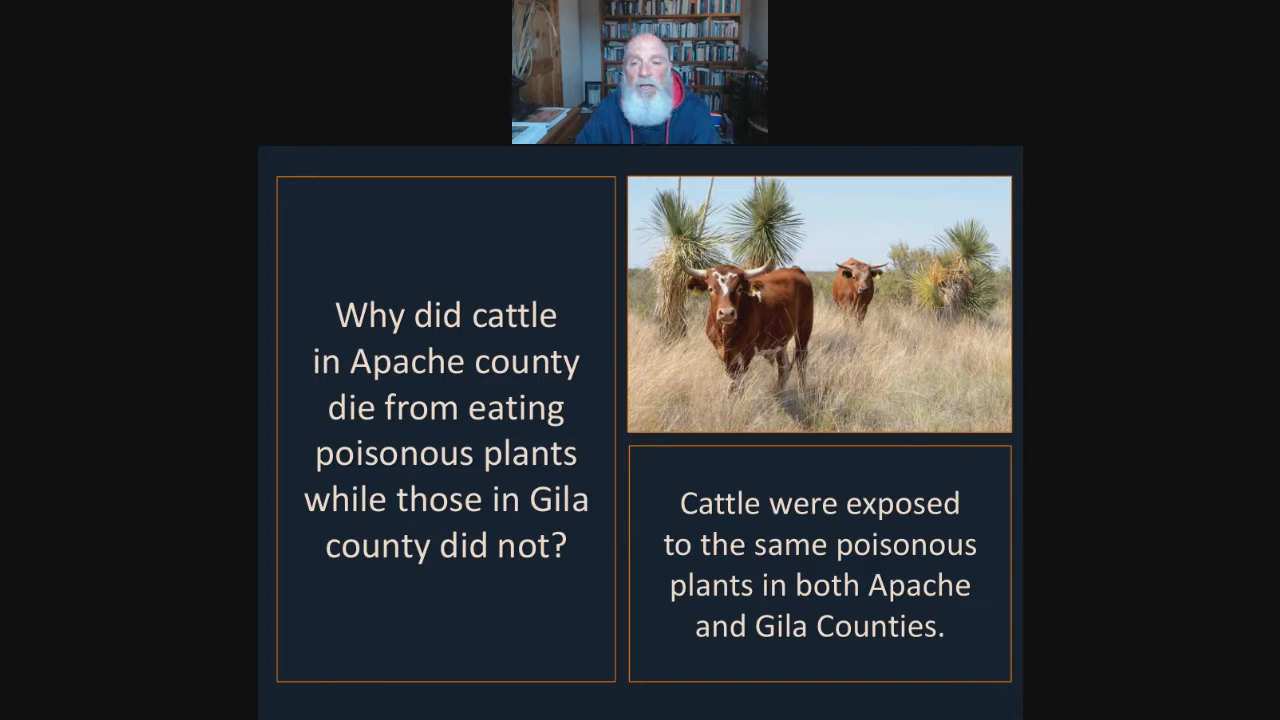 Why did cattle
in Apache county
die from eating
poisonous plants
while those in Gila
county did not?
Cattle were exposed
to the same poisonous
plants in both Apache
and Gila Counties.